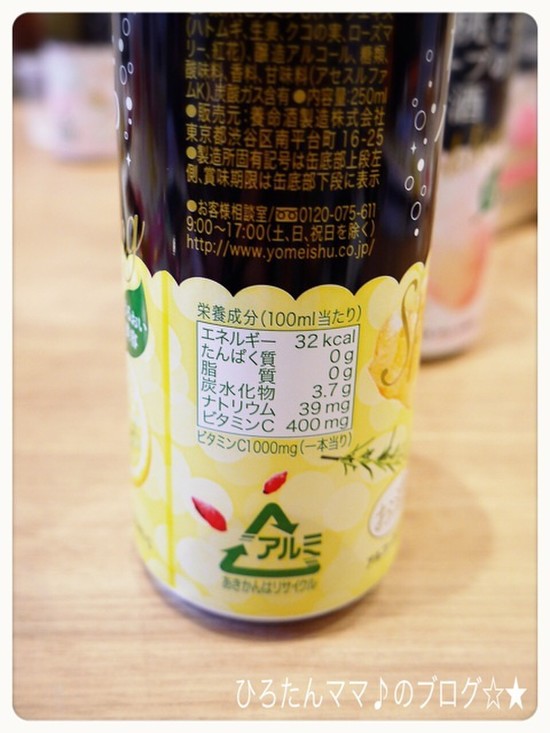 (ハトムギ、生姜、クコの実、ローズマ
リー、紅花)、醸造アルコール、糖類、
酸味料、香料、甘味料(アセスルファ
ムK)、炭酸ガス含有●内容量:250ml
●販売元:養命酒製造株式会社
東京都渋谷区南平台町16-25
●製造所固有記号は缶底部上段左
側、賞味期限は缶底部下段に表示
●お客様相談室/0120-075-611
9:00～17:00(土、日、祝日を除く)
http://www.yomeishu.co.jp/
栄養成分(100ml当たり)
エネルギー 32kcal
たんぱく質 0g
脂質 0g
炭水化物 3.7g
ナトリウム 39mg
ビタミンC 400mg
ビタミンC1000mg(一本当り)
アルミ
あきかんはリサイクル
酒
ひろたんママ♪のブログ☆★